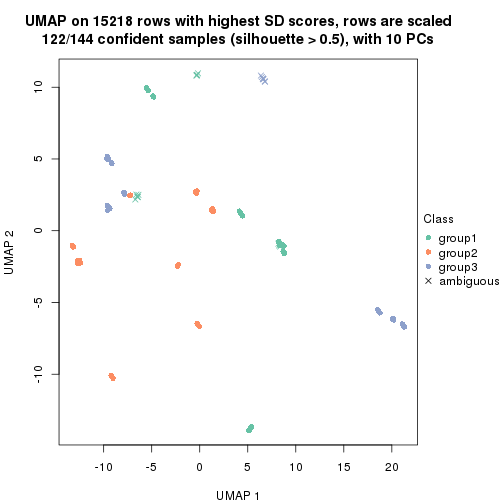 UMAP on 15218 rows with highest SD scores, rows are scaled
122/144 confident samples (silhouette > 0.5), with 10 PCs
10
5
0
-5
-10
UMAP 2
-10
-5
0
5
10
15
20
UMAP 1
Class
group1
group2
group3
ambiguous